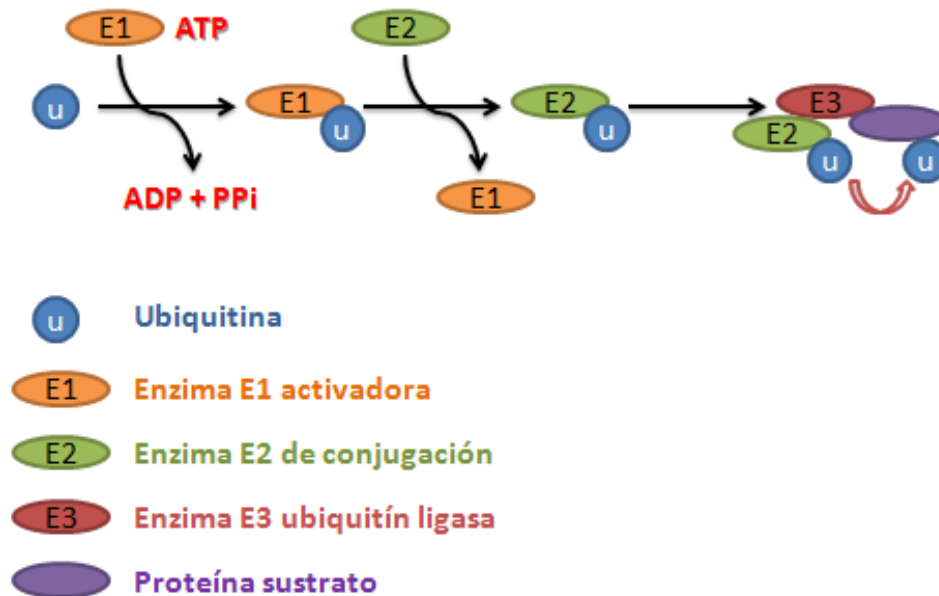 E1 ATP E2
u E1 u E2 u E3 E2 u u
ADP + PPi E1
u Ubiquitina
E1 Enzima E1 activadora
E2 Enzima E2 de conjugación
E3 Enzima E3 ubiquitín ligasa
Proteína sustrato